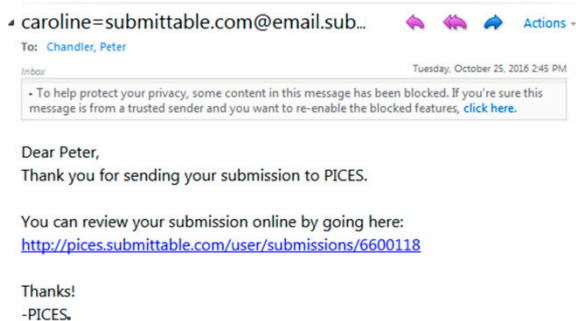 caroline=submittable.com@email.sub...
Actions
To: Chandler, Peter
Inbox
Tuesday, October 25, 2016 2:45 PM
• To help protect your privacy, some content in this message has been blocked. If you're sure this
message is from a trusted sender and you want to re-enable the blocked features, click here.
Dear Peter,
Thank you for sending your submission to PICES.
You can review your submission online by going here:
http://pices.submittable.com/user/submissions/6600118
Thanks!
-PICES.